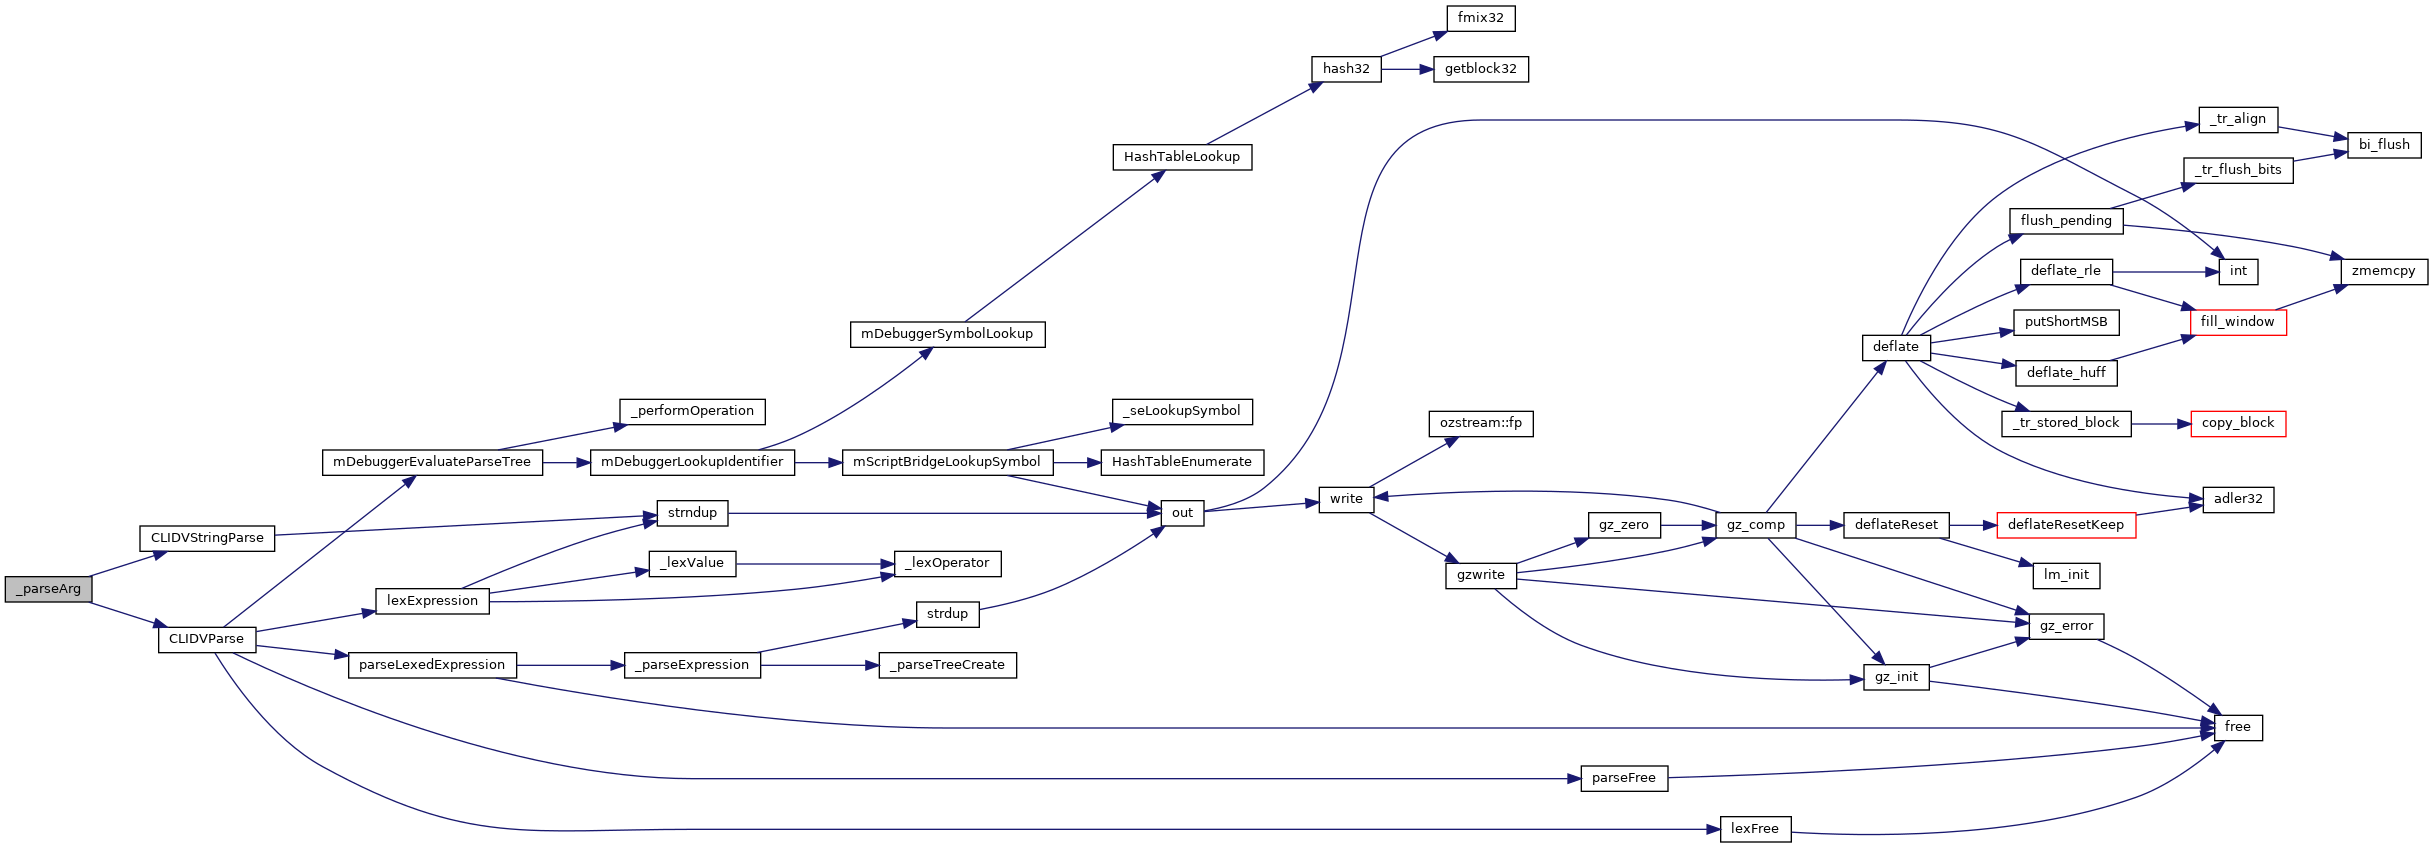 _parseArg
CLIDVStringParse
CLIDVParse
mDebuggerEvaluateParseTree
lexExpression
parseLexedExpression
_performOperation
mDebuggerLookupIdentifier
strndup
_lexValue
_parseExpression
mDebuggerSymbolLookup
mScriptBridgeLookupSymbol
_lexOperator
strdup
_parseTreeCreate
HashTableLookup
_seLookupSymbol
HashTableEnumerate
out
hash32
write
fmix32
getblock32
ozstream::fp
gzwrite
gz_zero
parseFree
gz_comp
lexFree
deflate
deflateReset
gz_init
flush_pending
deflate_rle
putShortMSB
deflate_huff
_tr_stored_block
deflateResetKeep
lm_init
gz_error
_tr_align
_tr_flush_bits
int
fill_window
copy_block
adler32
free
bi_flush
zmemcpy